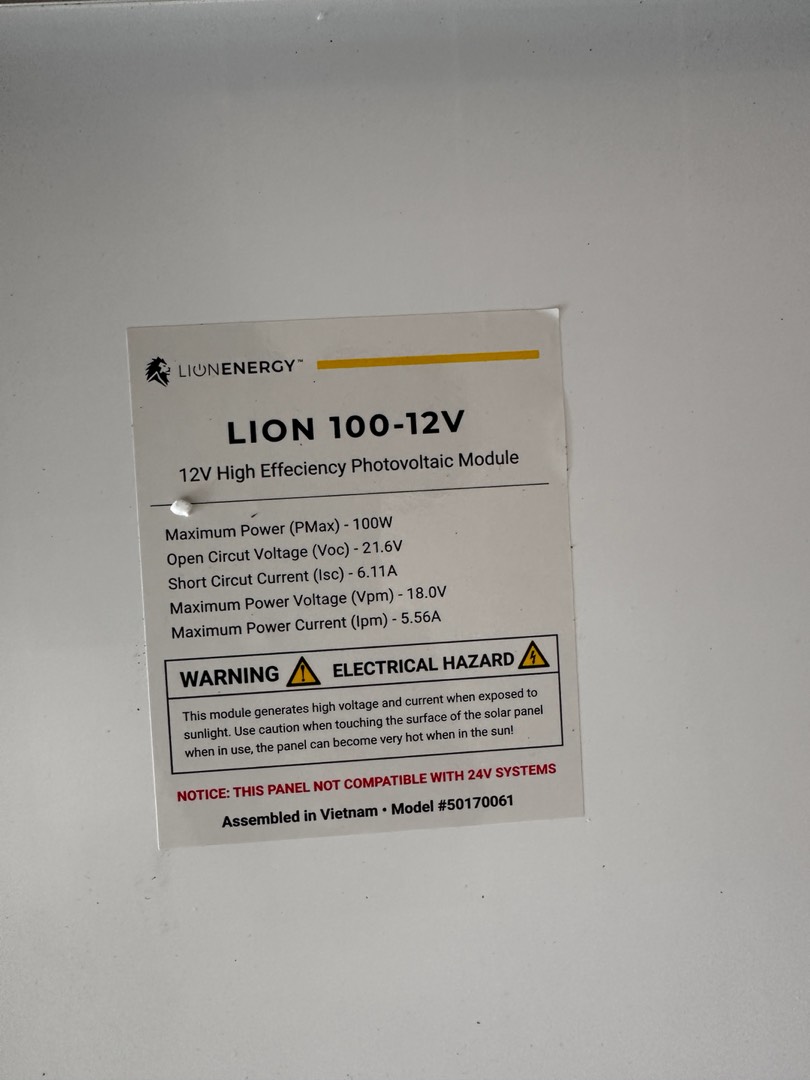 LIONENERGY™
LION 100-12V
12V High Effeciency Photovoltaic Module
Maximum Power (PMax) - 100W
Open Circut Voltage (Voc) - 21.6V
Short Circut Current (Isc) - 6.11A
Maximum Power Voltage (Vpm) - 18.0V
Maximum Power Current (Ipm) - 5.56A
WARNING ELECTRICAL HAZARD
This module generates high voltage and current when exposed to
sunlight. Use caution when touching the surface of the solar panel
when in use, the panel can become very hot when in the sun!
NOTICE: THIS PANEL NOT COMPATIBLE WITH 24V SYSTEMS
Assembled in Vietnam • Model #50170061